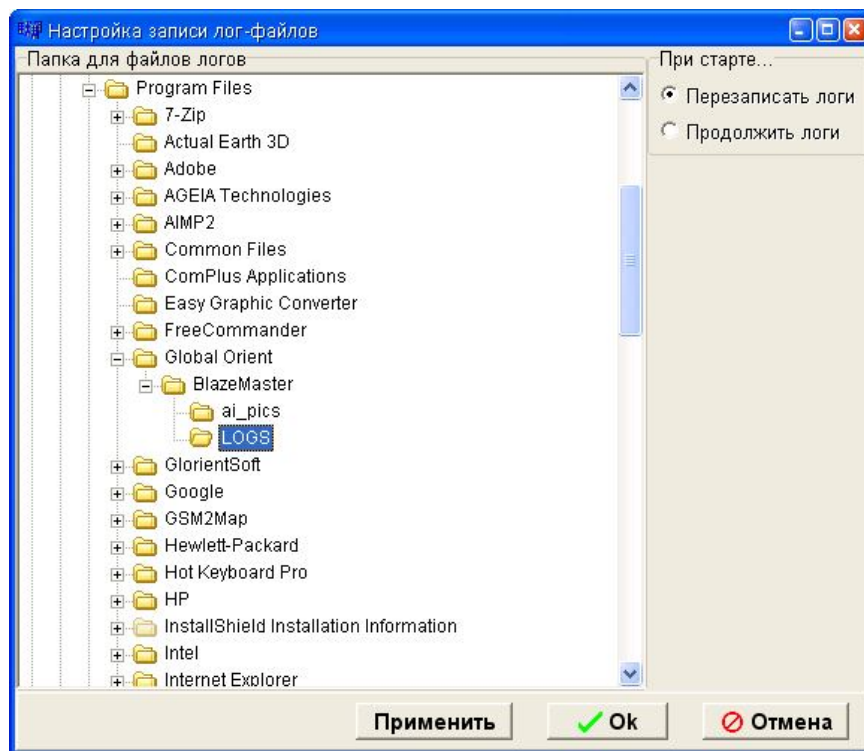 Настройка записи лог-файлов
Папка для файлов логов
Program Files
7-Zip
Actual Earth 3D
Adobe
AGEIA Technologies
AIMP2
Common Files
ComPlus Applications
Easy Graphic Converter
FreeCommander
Global Orient
BlazeMaster
ai_pics
LOGS
GlorientSoft
Google
GSM2Map
Hewlett-Packard
Hot Keyboard Pro
HP
InstallShield Installation Information
Intel
Internet Explorer
При старте...
Перезаписать логи
Продолжить логи
Применить
Ok
Отмена